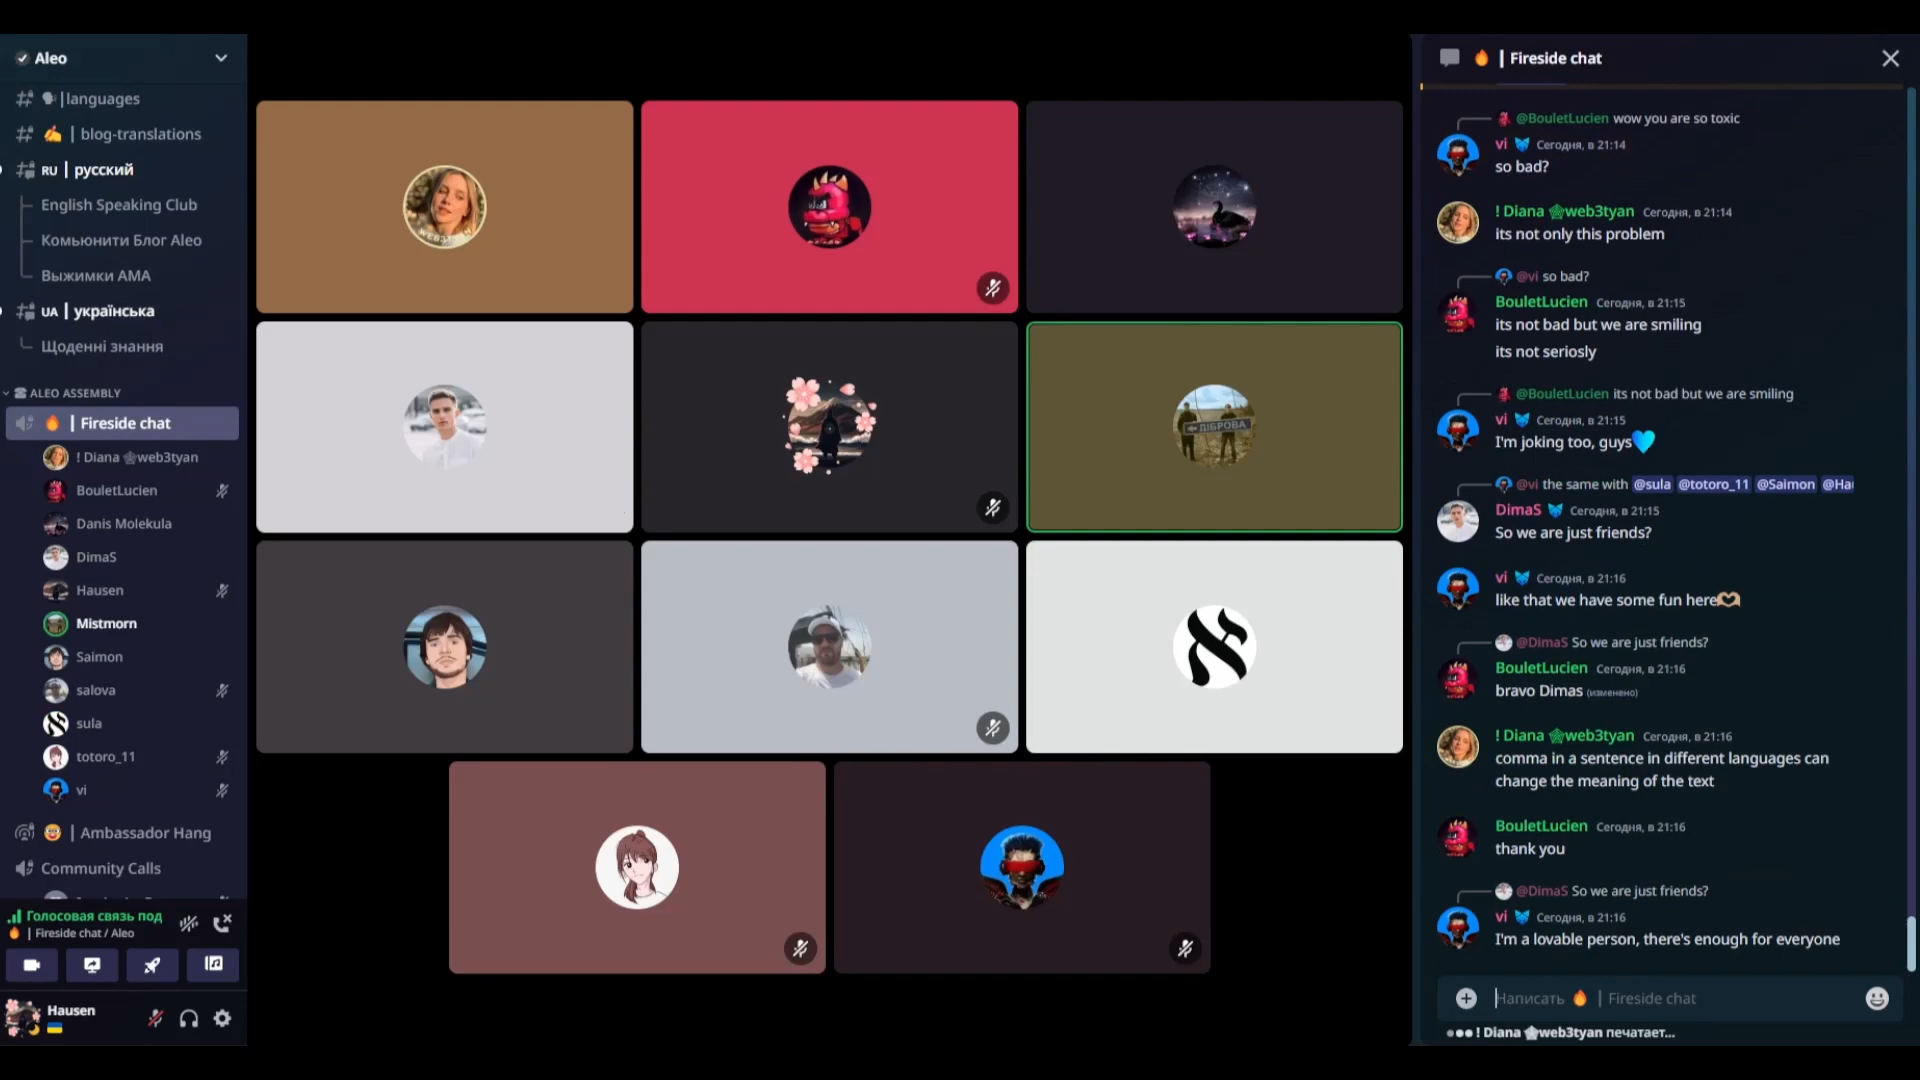 Aleo
|languages
| blog-translations
RU | русский
English Speaking Club
Комьюнити Блог Aleo
Выжимки AMA
UA | українська
Щоденні знання
ALEO ASSEMBLY
| Fireside chat
! Diana web3tyan
BouletLucien
Danis Molekula
DimaS
Hausen
Mistmorn
Saimon
salova
sula
totoro_11
vi
| Ambassador Hang
Community Calls
Голосовая связь под
| Fireside chat / Aleo
Hausen
WEB3TYAN
ДІБРОВА
| Fireside chat
@BouletLucien wow you are so toxic
vi Сегодня, в 21:14
so bad?
! Diana web3tyan Сегодня, в 21:14
its not only this problem
@vi so bad?
BouletLucien Сегодня, в 21:15
its not bad but we are smiling
its not seriosly
@BouletLucien its not bad but we are smiling
vi Сегодня, в 21:15
I'm joking too, guys
@vi the same with @sula @totoro_11 @Saimon @Hau
DimaS Сегодня, в 21:15
So we are just friends?
vi Сегодня, в 21:16
like that we have some fun here
@DimaS So we are just friends?
BouletLucien Сегодня, в 21:16
bravo Dimas (изменено)
! Diana web3tyan Сегодня, в 21:16
comma in a sentence in different languages can
change the meaning of the text
BouletLucien Сегодня, в 21:16
thank you
@DimaS So we are just friends?
vi Сегодня, в 21:16
I'm a lovable person, there's enough for everyone
Написать | Fireside chat
! Diana web3tyan печатает...